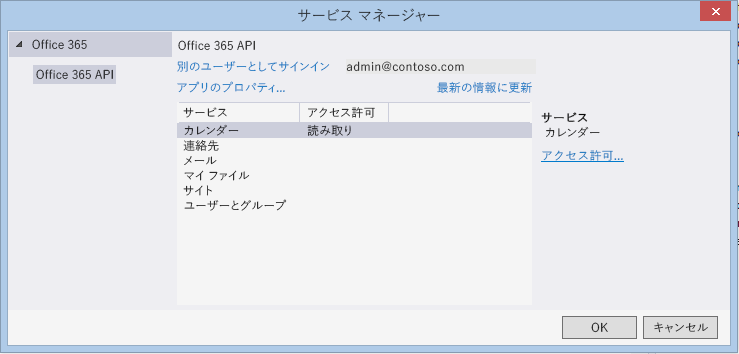 サービス マネージャー
Office 365
Office 365 API
Office 365 API
別のユーザーとしてサインイン admin@contoso.com
アプリのプロパティ... 最新の情報に更新
サービス アクセス許可
カレンダー 読み取り
連絡先
メール
マイ ファイル
サイト
ユーザーとグループ
サービス
カレンダー
アクセス許可...
OK キャンセル